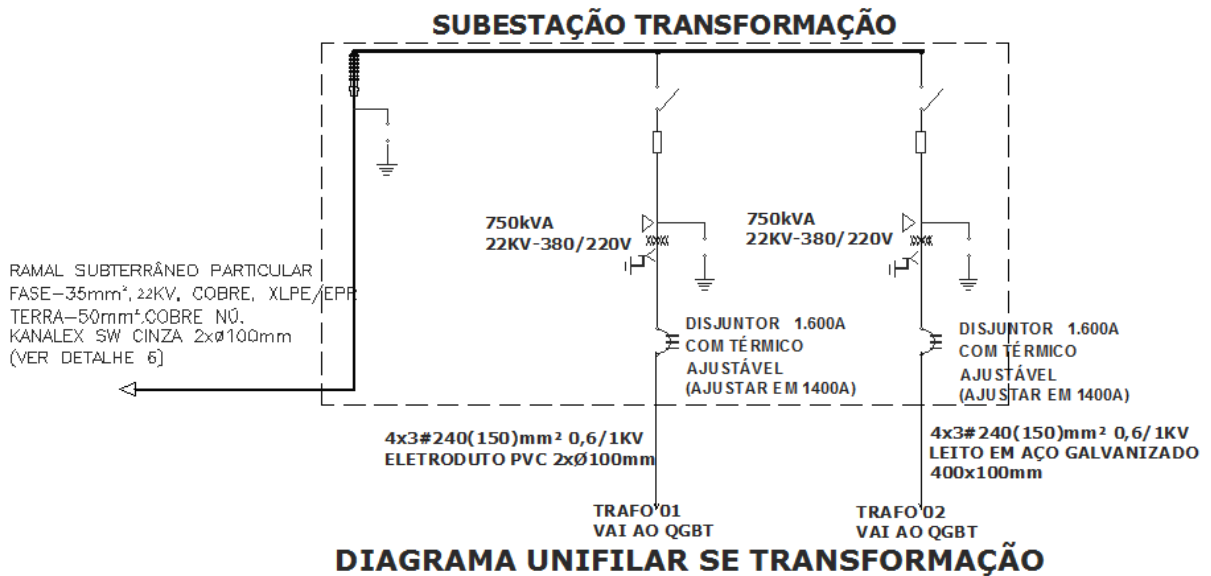 SUBESTAÇÃO TRANSFORMAÇÃO
750kVA
22KV-380/220V
750kVA
22KV-380/220V
RAMAL SUBTERRÂNEO PARTICULAR
FASE-35mm², 22KV, COBRE, XLPE/EPR
TERRA-50mm²,COBRE NÚ.
KANALEX SW CINZA 2xø100mm
(VER DETALHE 6)
DISJUNTOR 1.600A
COM TÉRMICO
AJUSTÁVEL
(AJUSTAR EM 1400A)
DISJUNTOR 1.600A
COM TÉRMICO
AJUSTÁVEL
(AJUSTAR EM 1400A)
4x3#240(150)mm² 0,6/1KV
ELETRODUTO PVC 2xØ100mm
4x3#240(150)mm² 0,6/1KV
LEITO EM AÇO GALVANIZADO
400x100mm
TRAFO 01
VAI AO QGBT
TRAFO 02
VAI AO QGBT
DIAGRAMA UNIFILAR SE TRANSFORMAÇÃO